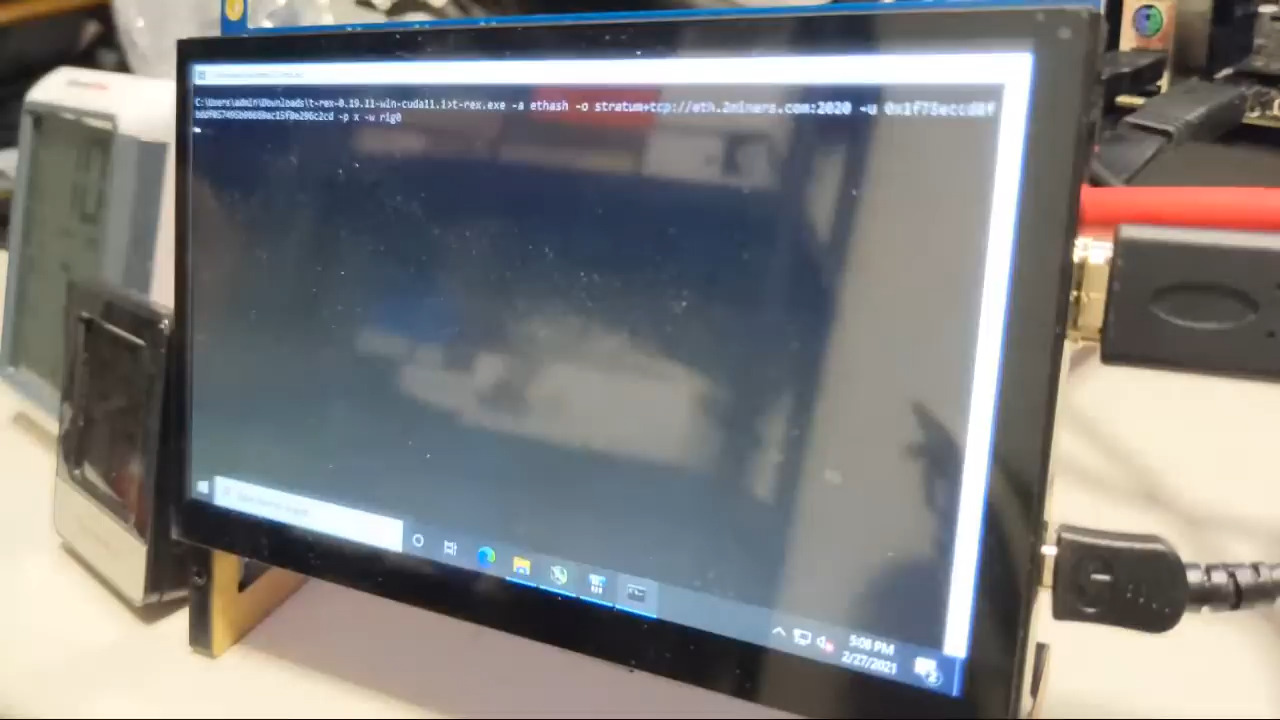 C:\Users\admin\Downloads\t-rex-0.19.11-win-cuda11.1>t-rex.exe -a ethash -o stratum+tcp://eth.2miners.com:2020 -u
-p x -w rig0
5:08 PM
2/27/2021
2